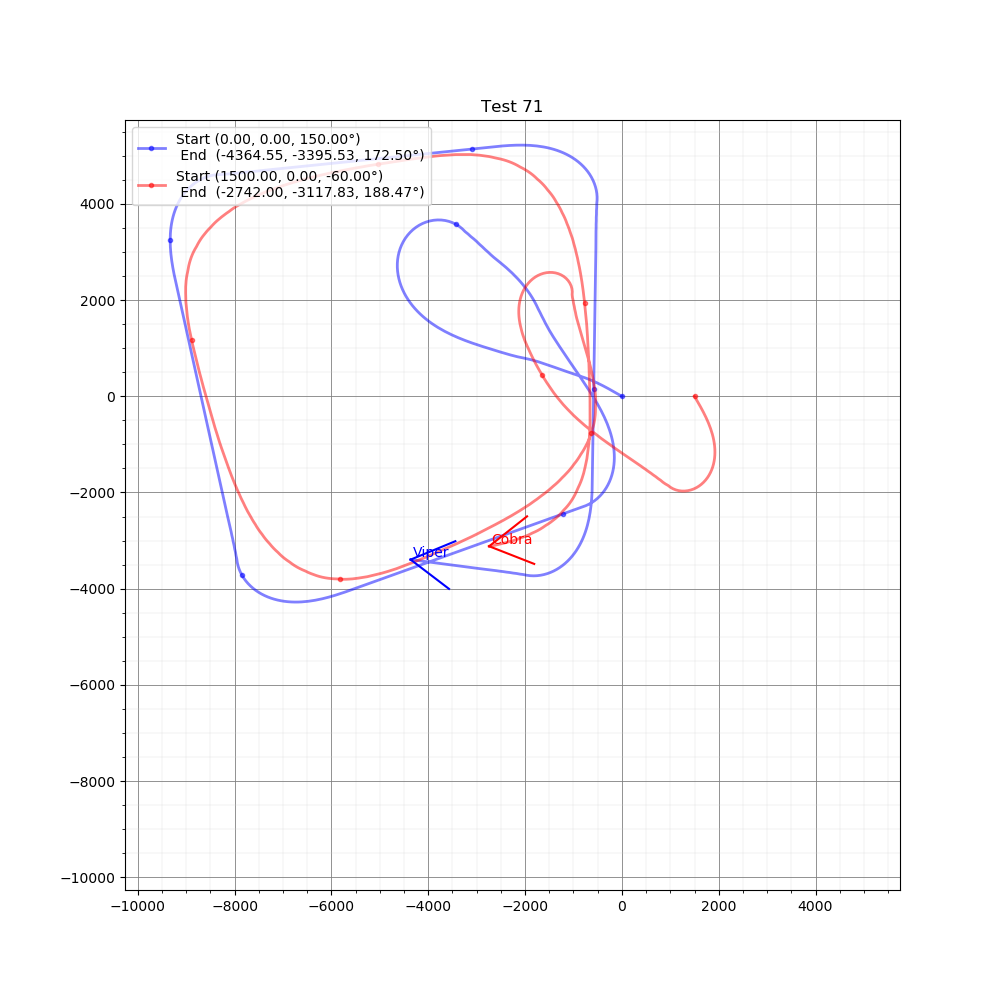 Test 71
Start (0.00, 0.00, 150.00°)
End (-4364.55, -3395.53, 172.50°)
Start (1500.00, 0.00, -60.00°)
End (-2742.00, -3117.83, 188.47°)
4000
2000
0
−2000
−4000
−6000
−8000
−10000
Cobra
Viper
−10000 −8000 −6000 −4000 −2000 0 2000 4000